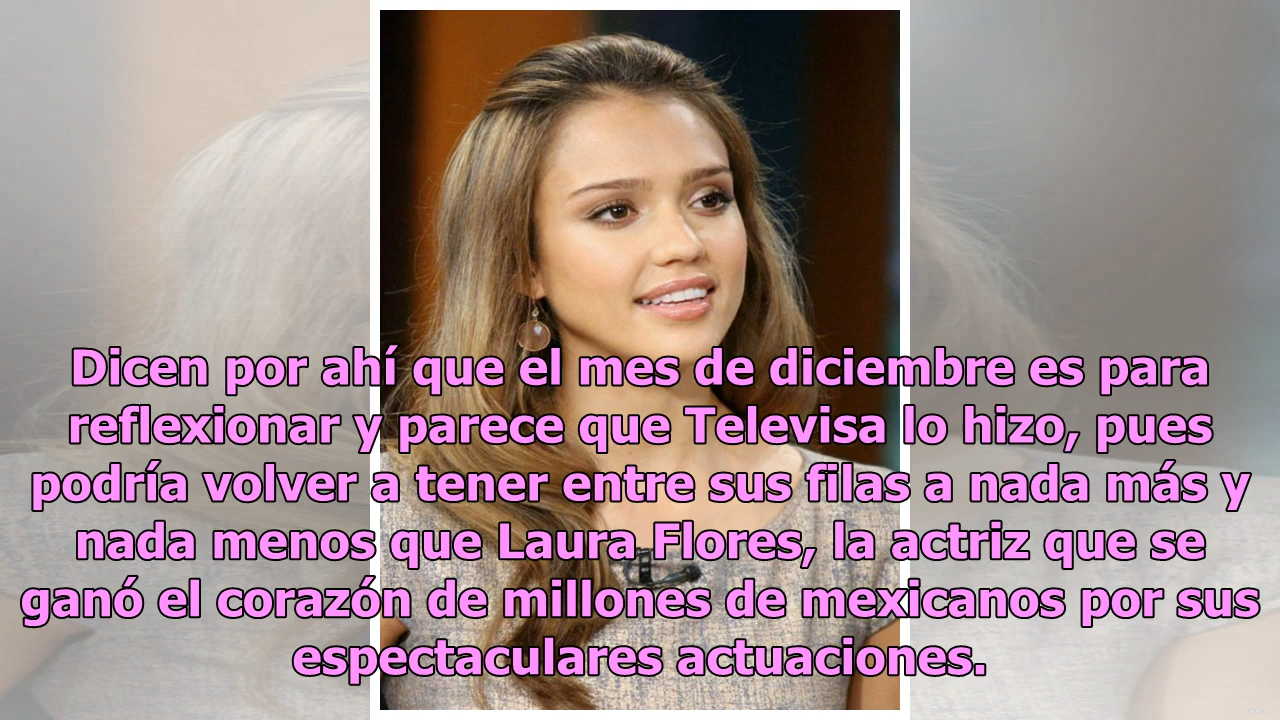 Dicen por ahí que el mes de diciembre es para
reflexionar y parece que Televisa lo hizo, pues
podría volver a tener entre sus filas a nada más y
nada menos que Laura Flores, la actriz que se
ganó el corazón de millones de mexicanos por sus
espectaculares actuaciones.